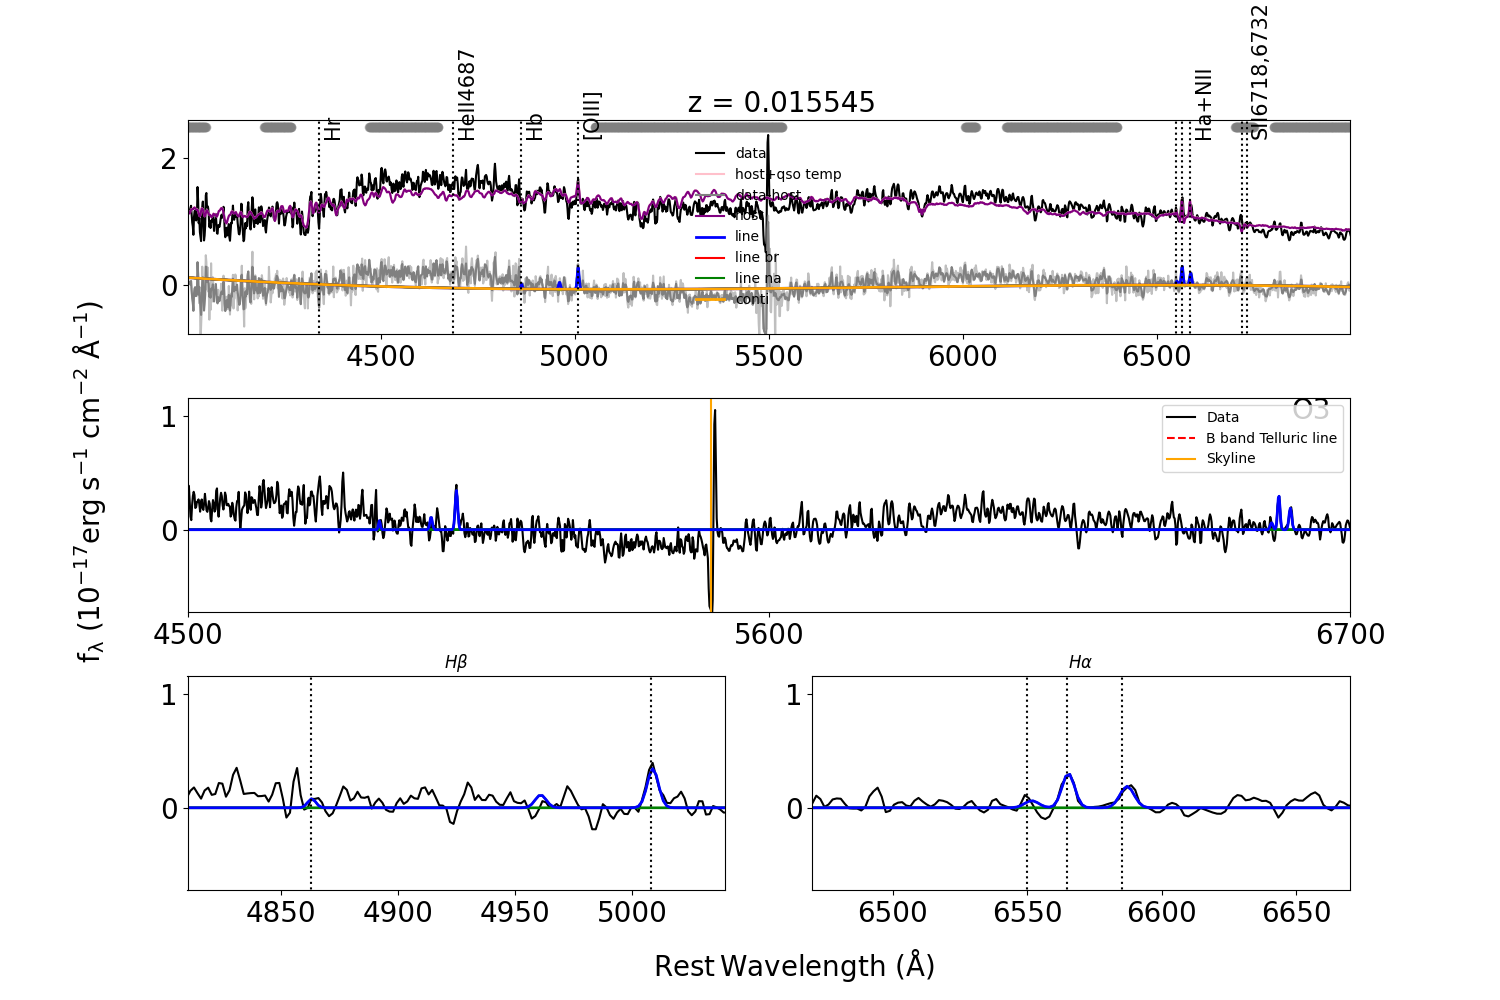 z = 0.015545
Hr
HeII4687
Hb
[OIII]
Ha+NII
SII6718,6732
data
host+qso temp
data-host
host
line
line br
line na
conti
2
0
4500
5000
5500
6000
6500
O3
Data
B band Telluric line
Skyline
1
0
4500
5600
6700
fλ (10−17erg s−1 cm−2 Å−1)
Hβ
1
0
4850
4900
4950
5000
Hα
1
0
6500
6550
6600
6650
Rest Wavelength (Å)